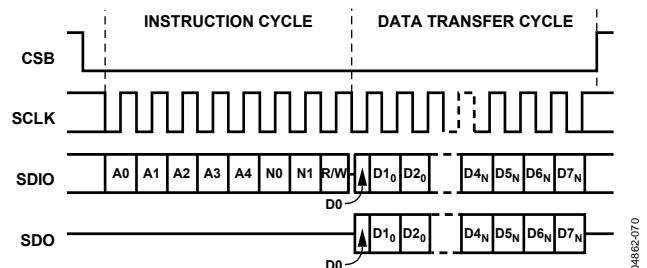 INSTRUCTION CYCLE DATA TRANSFER CYCLE
CSB
SCLK
SDIO A0 A1 A2 A3 A4 N0 N1 R/W D10 D20 D4N D5N D6N D7N
D0
SDO D10 D20 D4N D5N D6N D7N
D0
04862-070